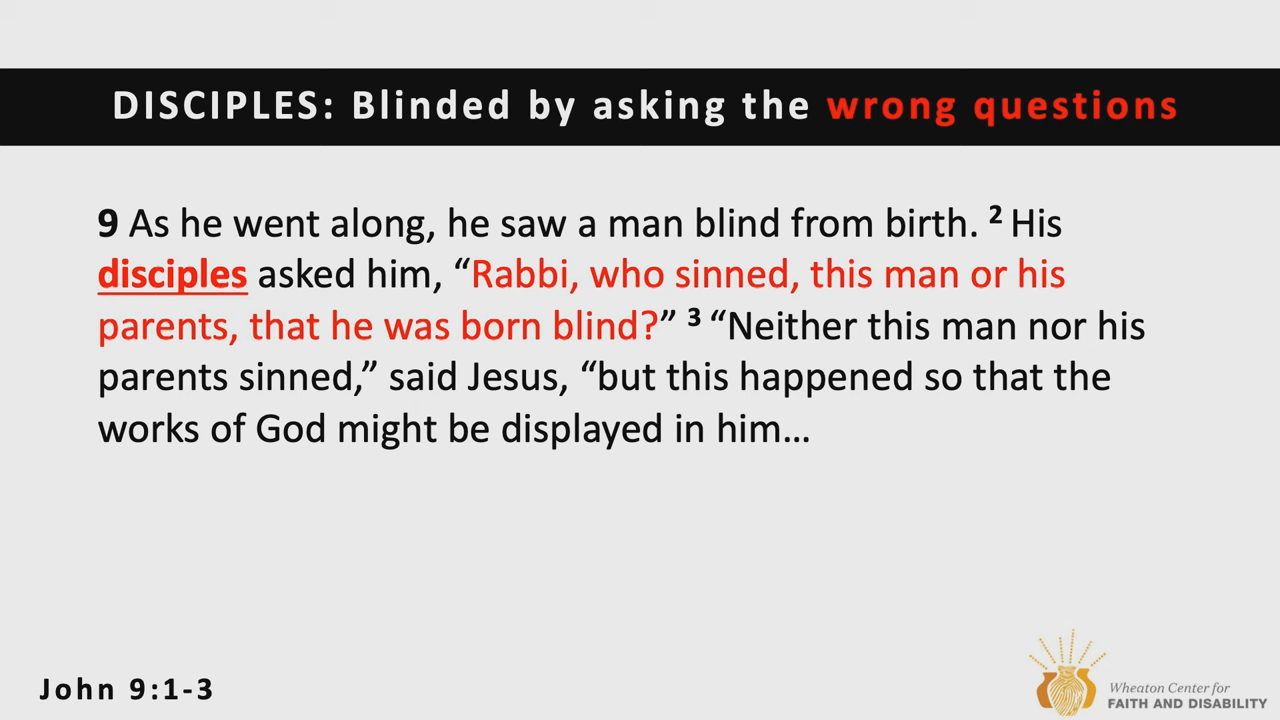 DISCIPLES: Blinded by asking the wrong questions
9 As he went along, he saw a man blind from birth. 2 His
disciples asked him, “Rabbi, who sinned, this man or his
parents, that he was born blind?” 3 “Neither this man nor his
parents sinned,” said Jesus, “but this happened so that the
works of God might be displayed in him…
John 9:1-3
Wheaton Center for
FAITH AND DISABILITY